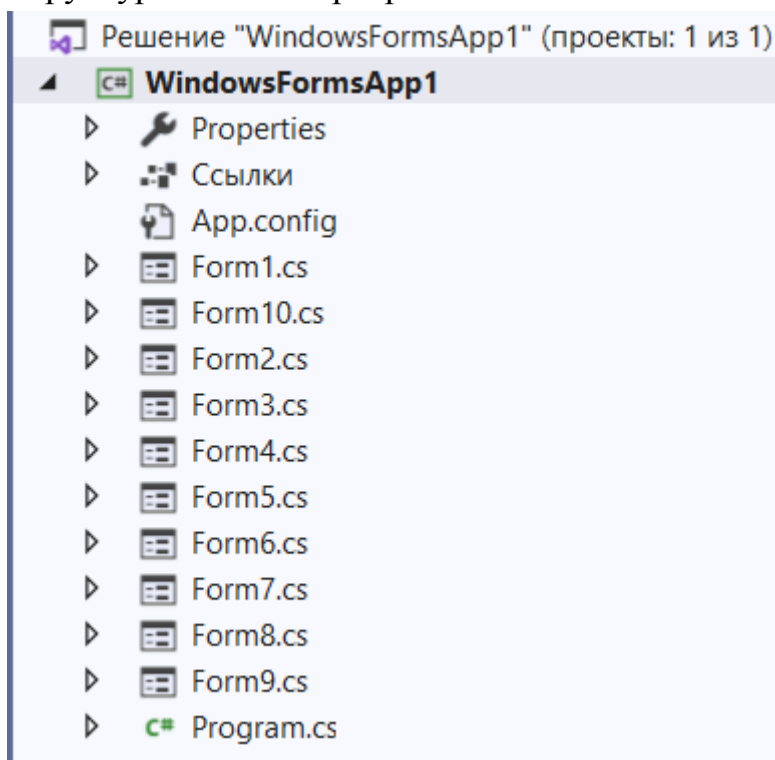 Решение "WindowsFormsApp1" (проекты: 1 из 1)
C# WindowsFormsApp1
Properties
Ссылки
App.config
Form1.cs
Form10.cs
Form2.cs
Form3.cs
Form4.cs
Form5.cs
Form6.cs
Form7.cs
Form8.cs
Form9.cs
C# Program.cs